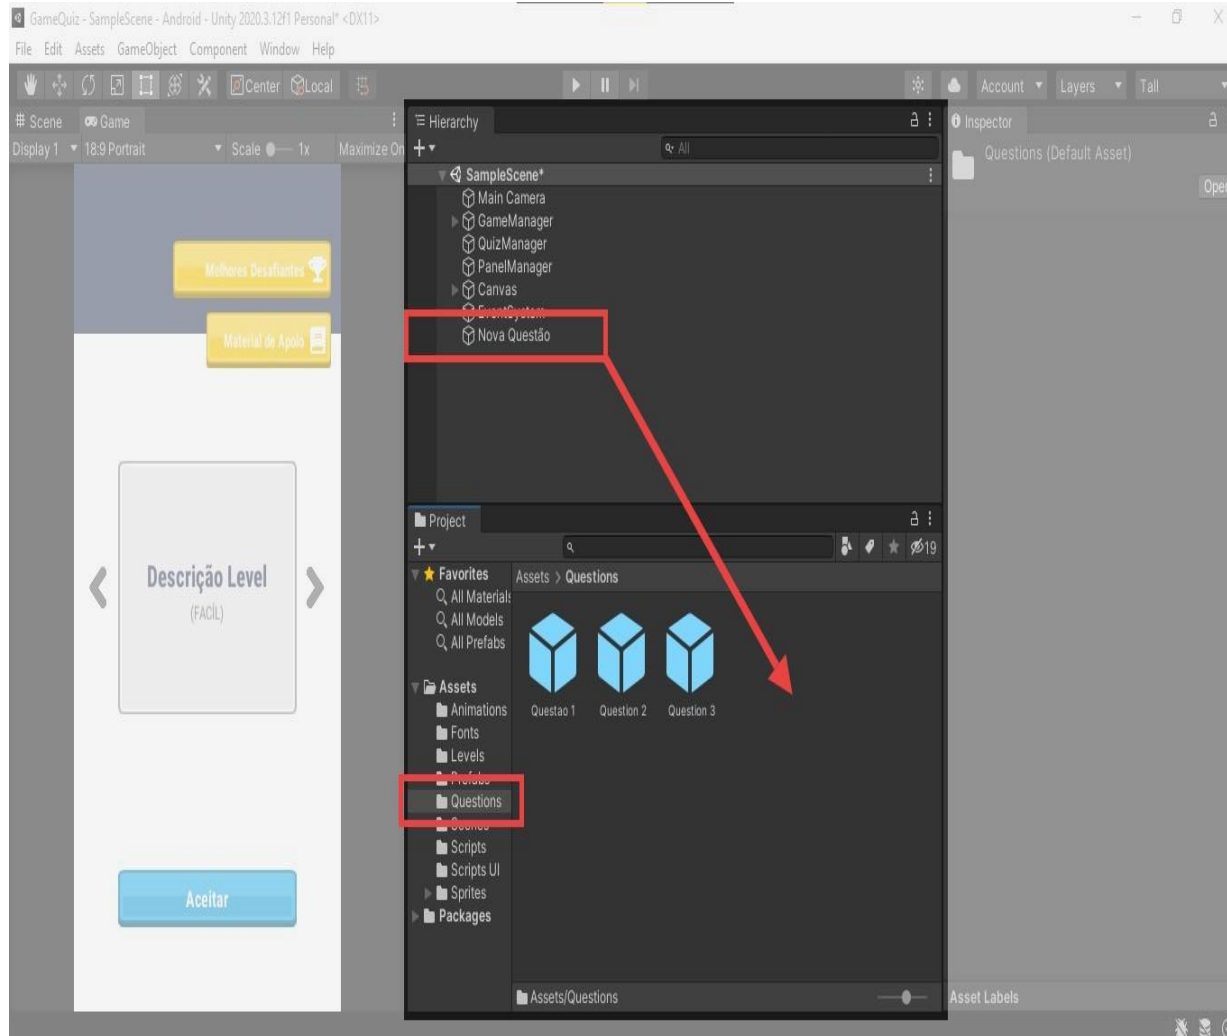 GameQuiz - SampleScene - Android - Unity 2020.3.12f1 Personal* <DX11>
File Edit Assets GameObject Component Window Help
Center Local
Account Layers Tall
Scene Game
Display 1 18:9 Portrait Scale 1x Maximize On
Melhores Desafiantes
Material de Apoio
Descrição Level
(FACÍL)
Aceitar
Hierarchy
All
SampleScene*
Main Camera
GameManager
QuizManager
PanelManager
Canvas
EventSystem
Nova Questão
Project
19
Favorites
All Materials
All Models
All Prefabs
Assets
Animations
Fonts
Levels
Prefabs
Questions
Scenes
Scripts
Scripts UI
Sprites
Packages
Assets > Questions
Questao 1 Question 2 Question 3
Assets/Questions
Inspector
Questions (Default Asset)
Open
Asset Labels